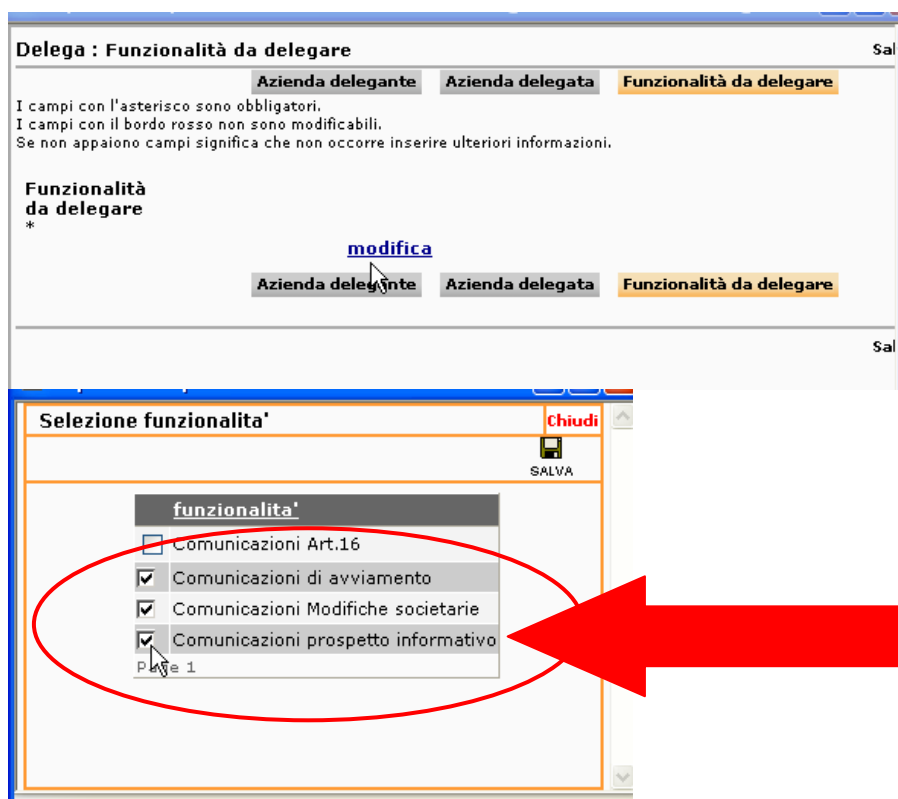 Delega : Funzionalità da delegare
Sal
Azienda delegante Azienda delegata Funzionalità da delegare
I campi con l'asterisco sono obbligatori.
I campi con il bordo rosso non sono modificabili.
Se non appaiono campi significa che non occorre inserire ulteriori informazioni.
Funzionalità
da delegare
*
modifica
Azienda delegante Azienda delegata Funzionalità da delegare
Sal
Selezione funzionalita'
Chiudi
SALVA
funzionalita'
Comunicazioni Art.16
Comunicazioni di avviamento
Comunicazioni Modifiche societarie
Comunicazioni prospetto informativo
Page 1